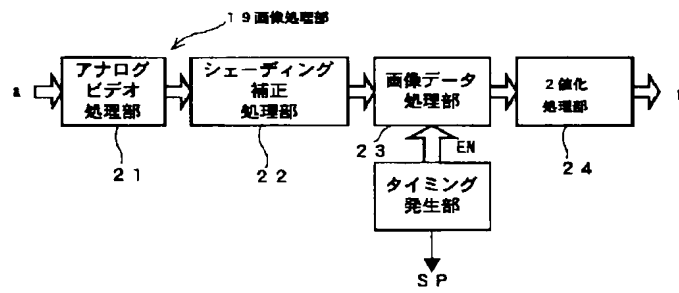 19画像処理部
a
アナログ
ビデオ
処理部
シェーディング
補正
処理部
画像データ
処理部
2値化
処理部
21
22
23
EN
24
タイミング
発生部
SP